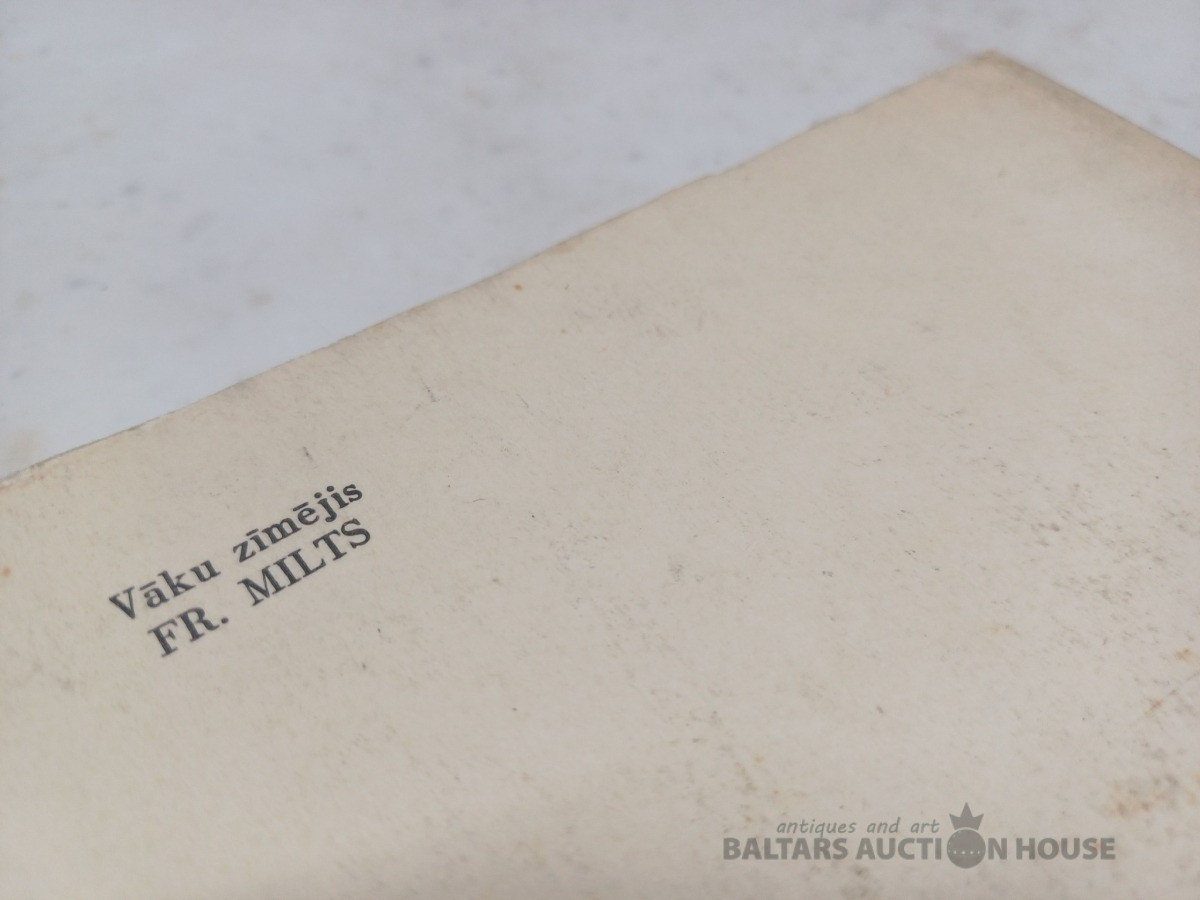 Vāku zīmējis
FR. MILTS
antiques and art
BALTARS AUCTION HOUSE